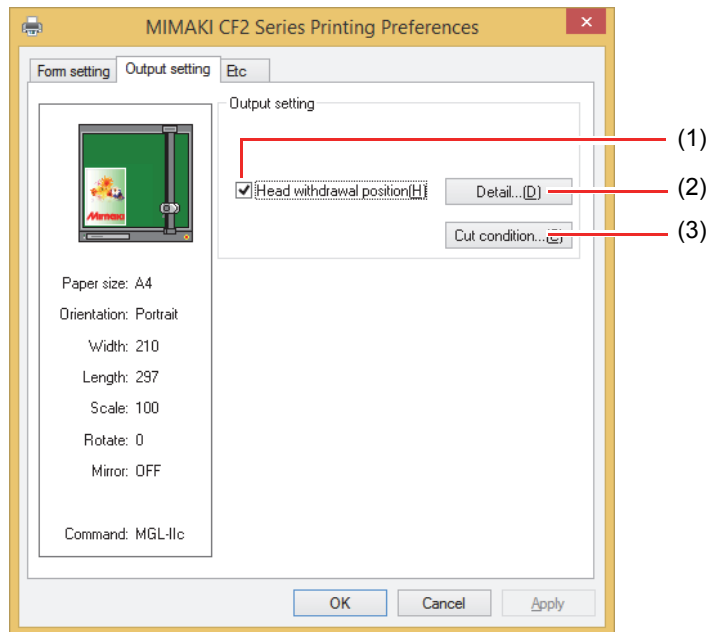 MIMAKI CF2 Series Printing Preferences
Form setting
Output setting
Etc
Output setting
(1)
Head withdrawal position(H)
Detail...(D)
(2)
Cut condition...(C)
(3)
Mimaki
Paper size: A4
Orientation: Portrait
Width: 210
Length: 297
Scale: 100
Rotate: 0
Mirror: OFF
Command: MGL-IIc
OK
Cancel
Apply